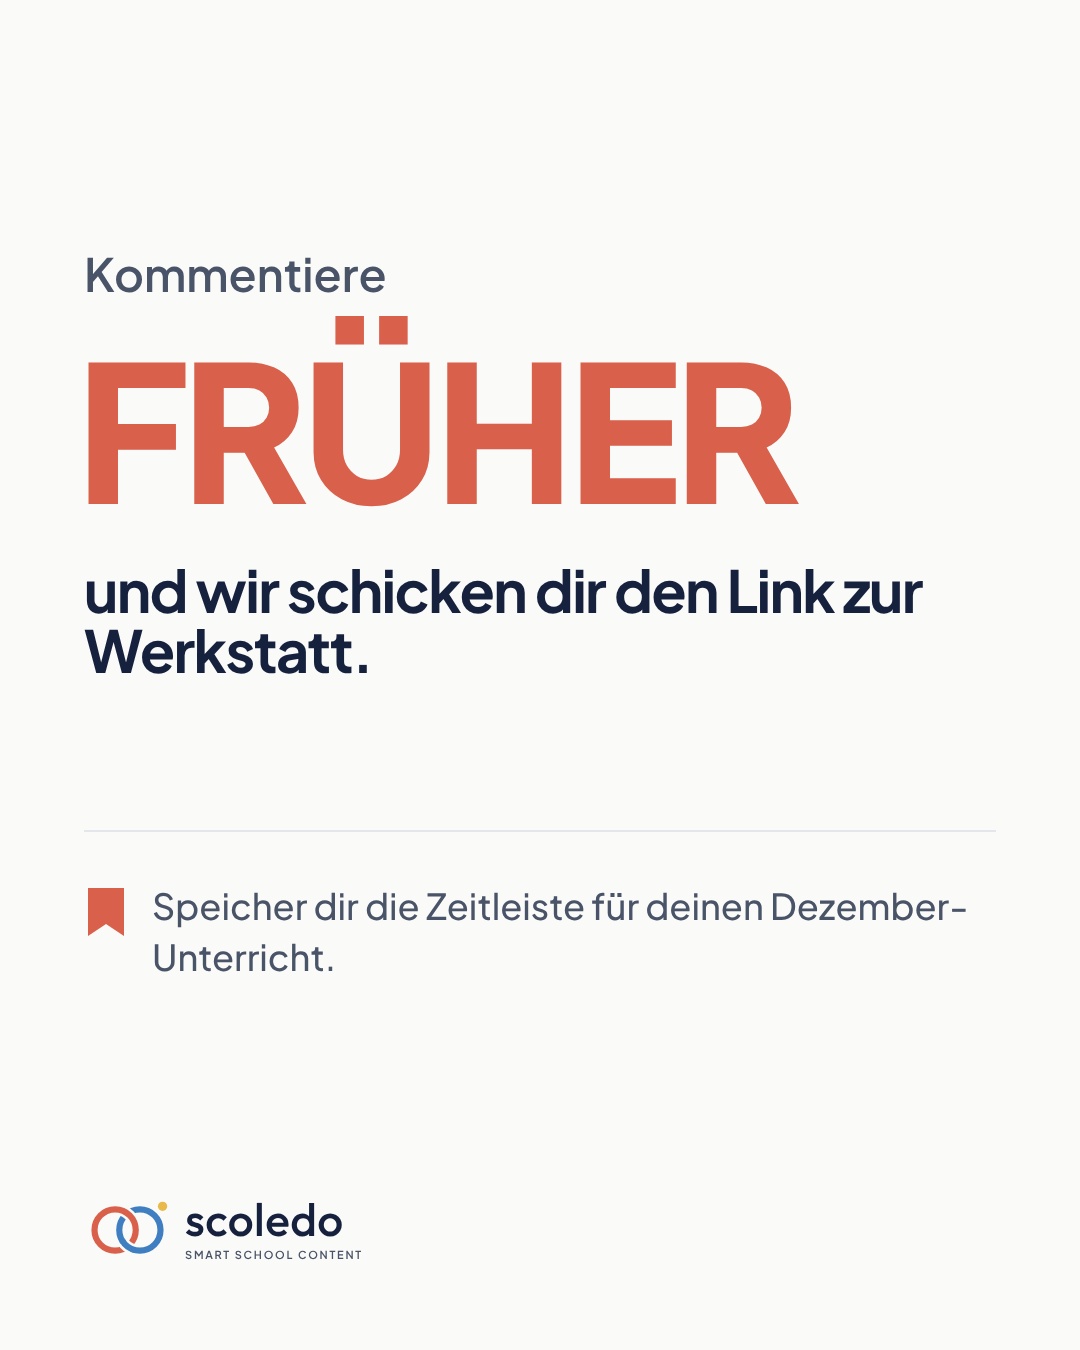 Kommentiere
FRÜHER
und wir schicken dir den Link zur
Werkstatt.
Speicher dir die Zeitleiste für deinen Dezember-
Unterricht.
scoledo
SMART SCHOOL CONTENT